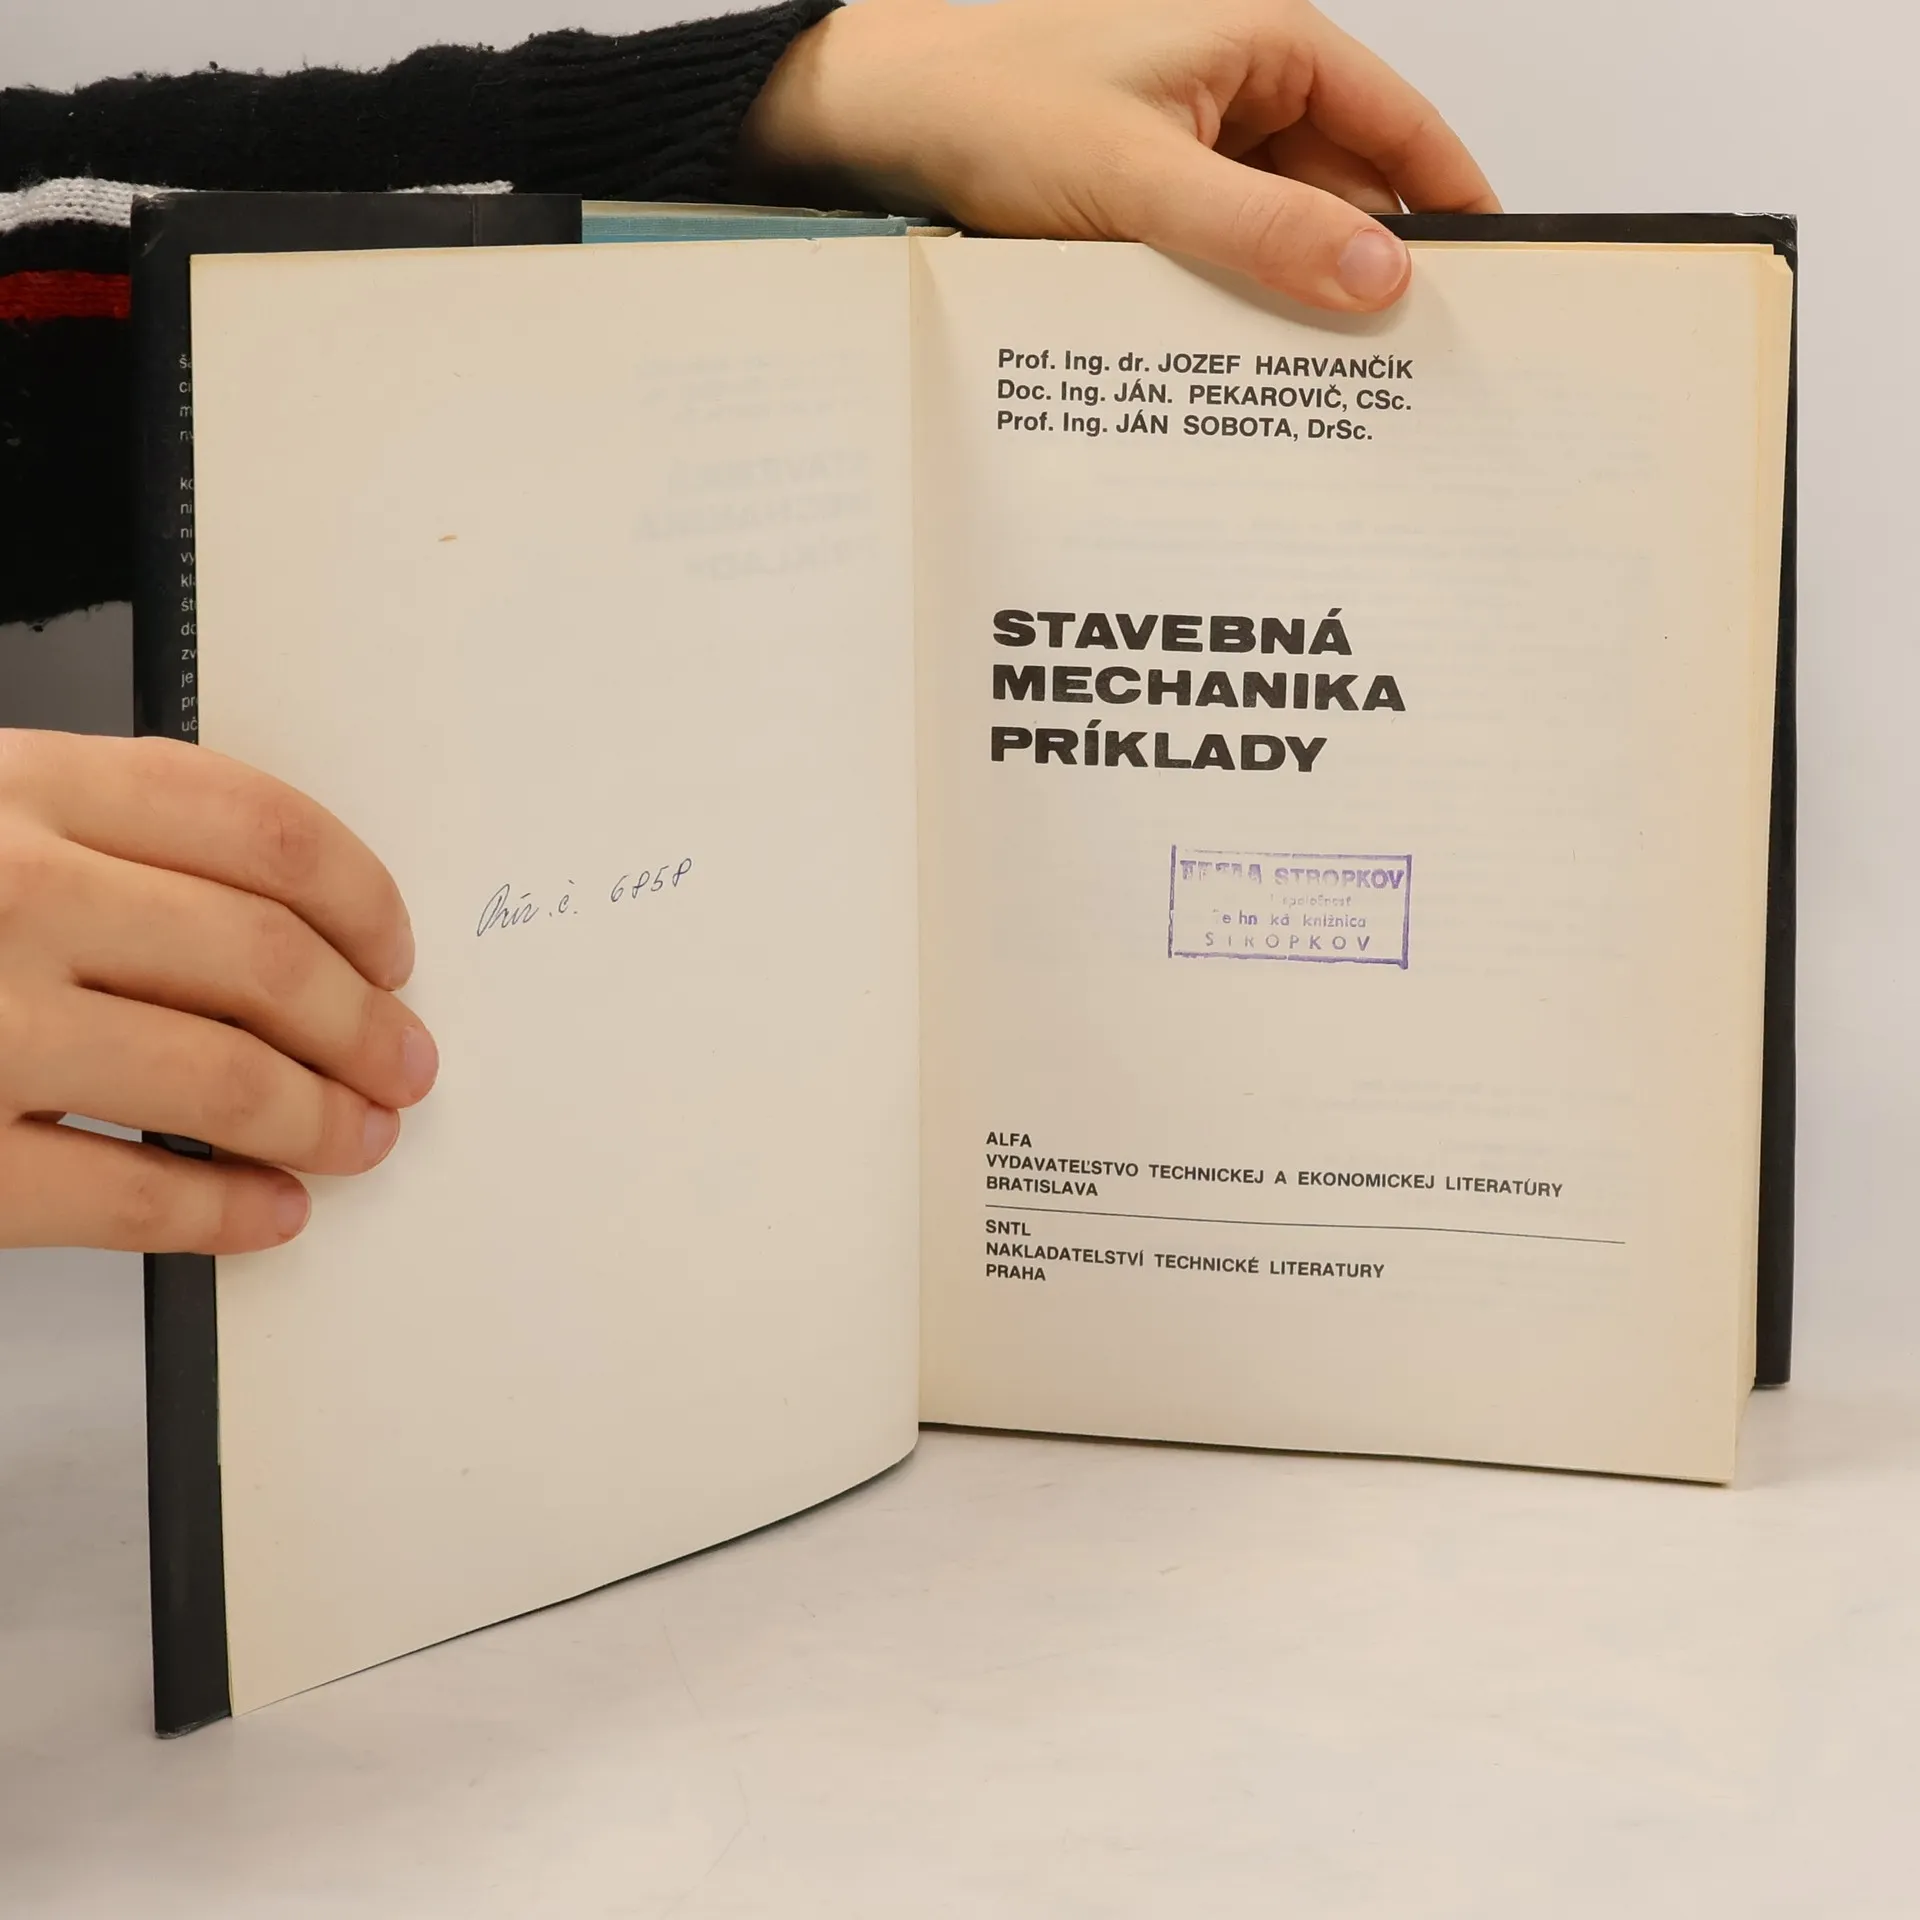 Prír. č. 6858
Prof. Ing. dr. JOZEF HARVANČÍK
Doc. Ing. JÁN. PEKAROVIČ, CSc.
Prof. Ing. JÁN SOBOTA, DrSc.
STAVEBNÁ
MECHANIKA
PRÍKLADY
STROPKOV
knižnica
STROPKOV
ALFA
VYDAVATEĽSTVO TECHNICKEJ A EKONOMICKEJ LITERATÚRY
BRATISLAVA
SNTL
NAKLADATELSTVÍ TECHNICKÉ LITERATURY
PRAHA